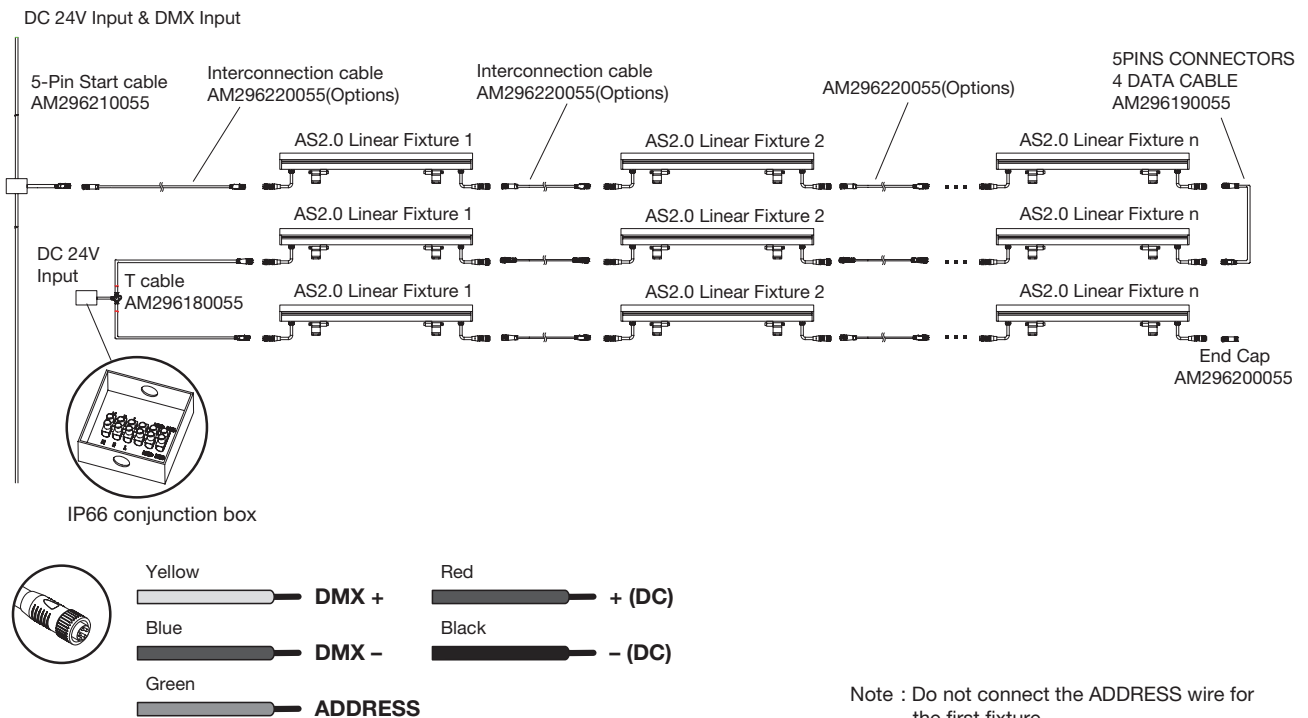 DC 24V Input & DMX Input
5-Pin Start cable
AM296210055
Interconnection cable
AM296220055(Options)
Interconnection cable
AM296220055(Options)
AM296220055(Options)
5PINS CONNECTORS
4 DATA CABLE
AM296190055
AS2.0 Linear Fixture 1
AS2.0 Linear Fixture 2
AS2.0 Linear Fixture n
AS2.0 Linear Fixture 1
AS2.0 Linear Fixture 2
AS2.0 Linear Fixture n
DC 24V
Input
T cable
AM296180055
AS2.0 Linear Fixture 1
AS2.0 Linear Fixture 2
AS2.0 Linear Fixture n
End Cap
AM296200055
IP66 conjunction box
Yellow
DMX +
Red
+ (DC)
Blue
DMX –
Black
– (DC)
Green
ADDRESS
Note : Do not connect the ADDRESS wire for
the first fixture